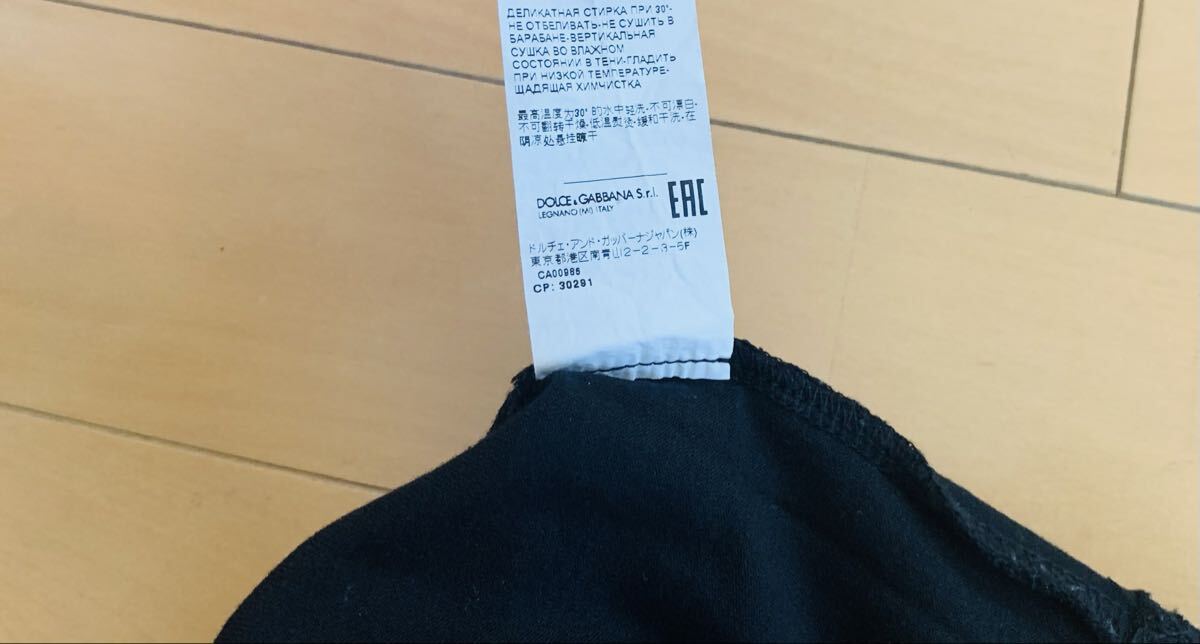 ДЕЛИКАТНАЯ СТИРКА ПРИ 30°-
НЕ ОТБЕЛИВАТЬ-НЕ СУШИТЬ В
БАРАБАНЕ-ВЕРТИКАЛЬНАЯ
СУШКА ВО ВЛАЖНОМ
СОСТОЯНИИ В ТЕНИ-ГЛАДИТЬ
ПРИ НИЗКОЙ ТЕМПЕРАТУРЕ-
ЩАДЯЩАЯ ХИМЧИСТКА
最高温度为30°的水中轻洗-不可漂白-
不可翻转干燥-低温熨烫-缓和干洗-在
阴凉处悬挂晾干
DOLCE & GABBANA S.r.l.
LEGNANO (MI) ITALY
EAC
ドルチェ・アンド・ガッバーナジャパン(株)
東京都港区南青山2-2-3-5F
CA00986
CP: 30291